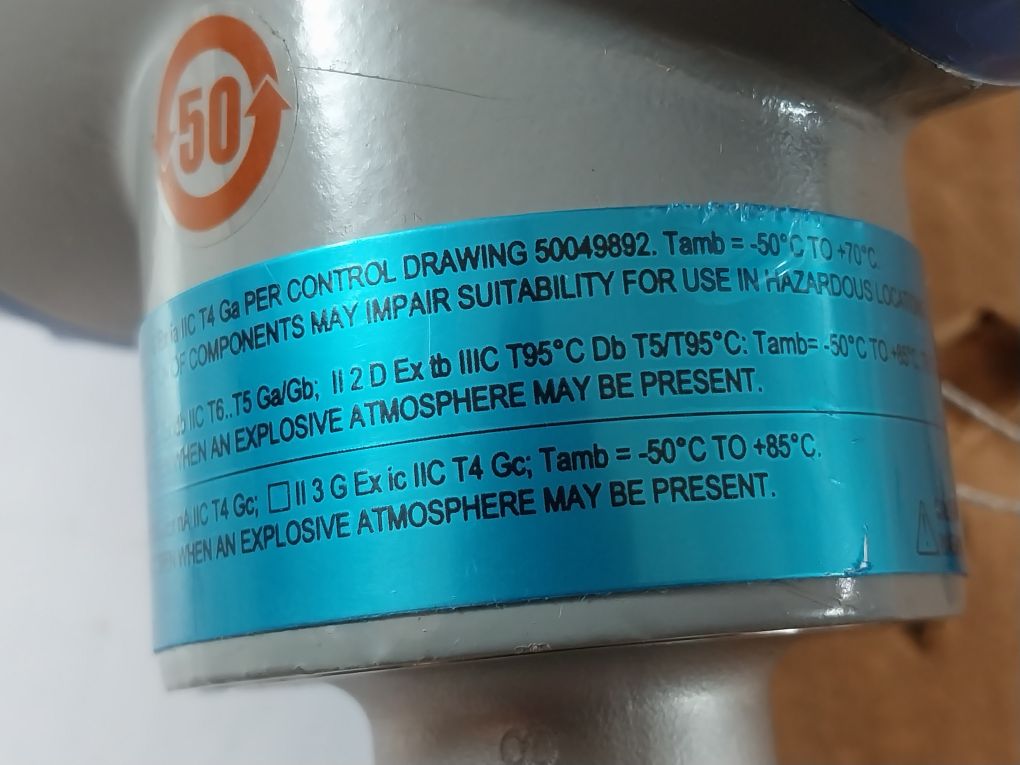 50
ia IIC T4 Ga PER CONTROL DRAWING 50049892. Tamb = -50°C TO +70°C.
OF COMPONENTS MAY IMPAIR SUITABILITY FOR USE IN HAZARDOUS
db IIC T6..T5 Ga/Gb; II 2 D Ex tb IIIC T95°C Db T5/T95°C: Tamb= -50°C TO +85°C
WHEN AN EXPLOSIVE ATMOSPHERE MAY BE PRESENT.
nA IIC T4 Gc; II 3 G Ex ic IIC T4 Gc; Tamb = -50°C TO +85°C.
WHEN AN EXPLOSIVE ATMOSPHERE MAY BE PRESENT.